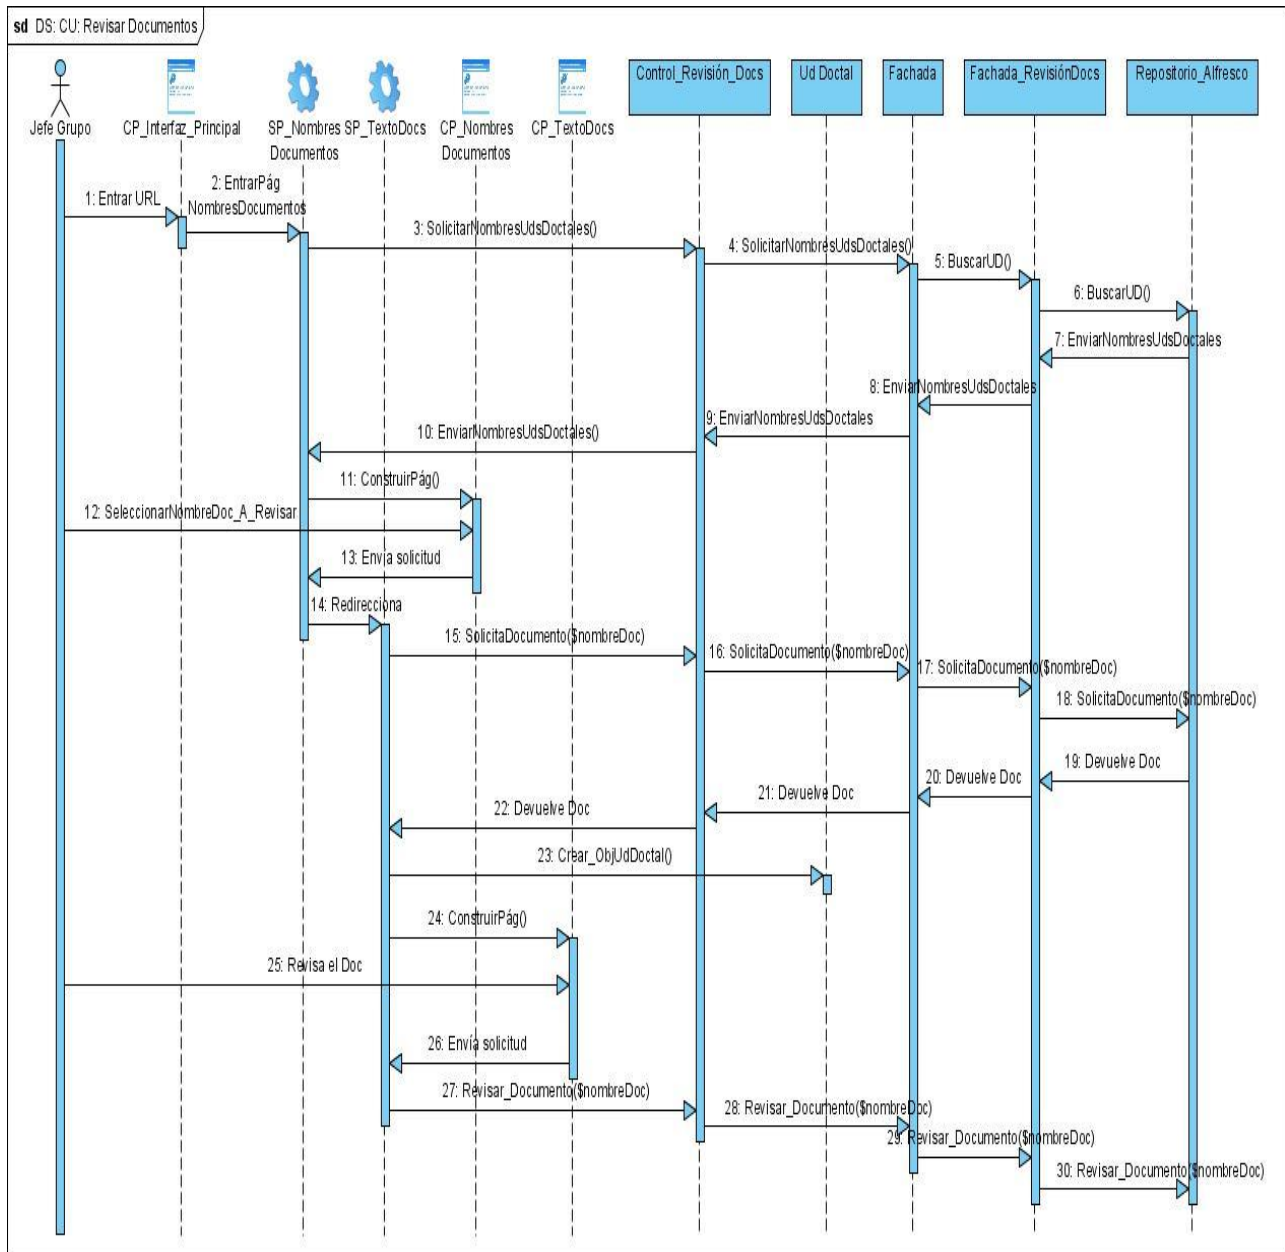 sd DS: CU: Revisar Documentos
Jefe Grupo
CP_Interfaz_Principal
SP_Nombres
Documentos
SP_TextoDocs
CP_Nombres
Documentos
CP_TextoDocs
Control_Revisión_Docs
Ud Doctal
Fachada
Fachada_RevisiónDocs
Repositorio_Alfresco
1: Entrar URL
2: EntrarPág
NombresDocumentos
3: SolicitarNombresUdsDoctales()
4: SolicitarNombresUdsDoctales()
5: BuscarUD()
6: BuscarUD()
7: EnviarNombresUdsDoctales
8: EnviarNombresUdsDoctales
9: EnviarNombresUdsDoctales
10: EnviarNombresUdsDoctales()
11: ConstruirPág()
12: SeleccionarNombreDoc_A_Revisar
13: Envía solicitud
14: Redirecciona
15: SolicitaDocumento($nombreDoc)
16: SolicitaDocumento($nombreDoc)
17: SolicitaDocumento($nombreDoc)
18: SolicitaDocumento($nombreDoc)
19: Devuelve Doc
20: Devuelve Doc
21: Devuelve Doc
22: Devuelve Doc
23: Crear_ObjUdDoctal()
24: ConstruirPág()
25: Revisa el Doc
26: Envía solicitud
27: Revisar_Documento($nombreDoc)
28: Revisar_Documento($nombreDoc)
29: Revisar_Documento($nombreDoc)
30: Revisar_Documento($nombreDoc)